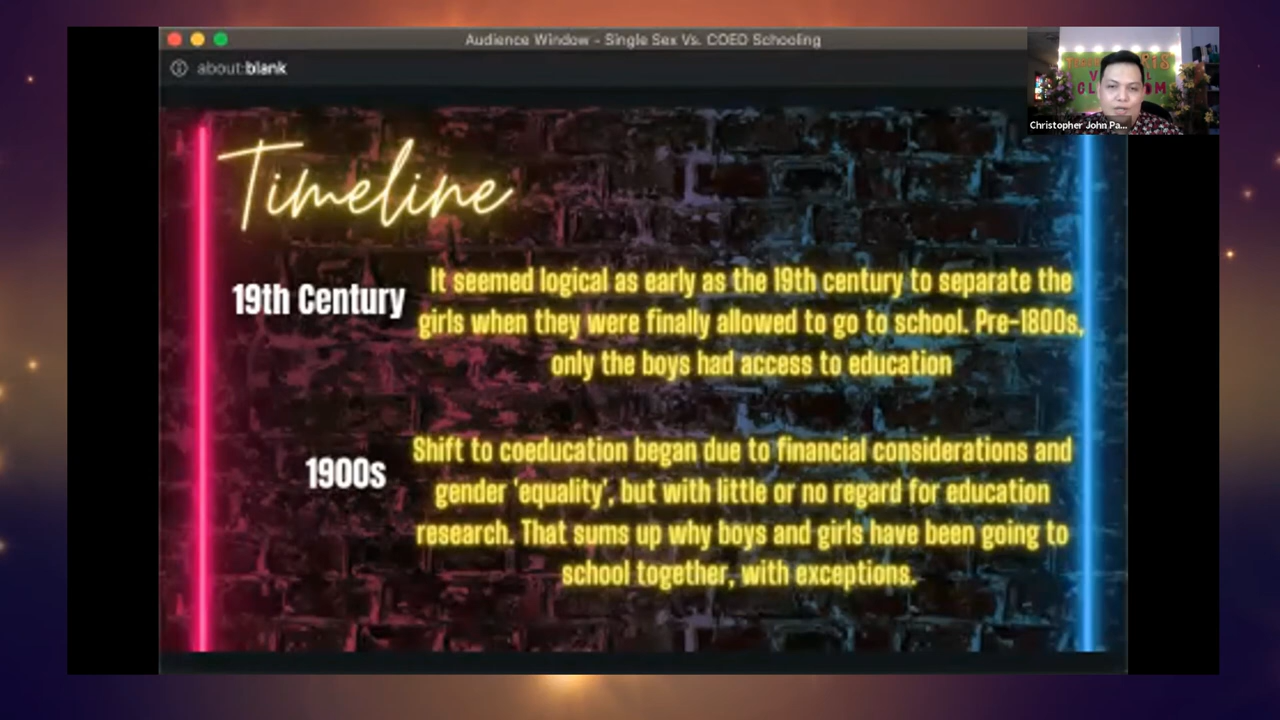 Audience Window - Single Sex Vs. COED Schooling
about:blank
Christopher John Pa...
Timeline
19th Century
It seemed logical as early as the 19th century to separate the
girls when they were finally allowed to go to school. Pre-1800s,
only the boys had access to education
1900s
Shift to coeducation began due to financial considerations and
gender 'equality', but with little or no regard for education
research. That sums up why boys and girls have been going to
school together, with exceptions.